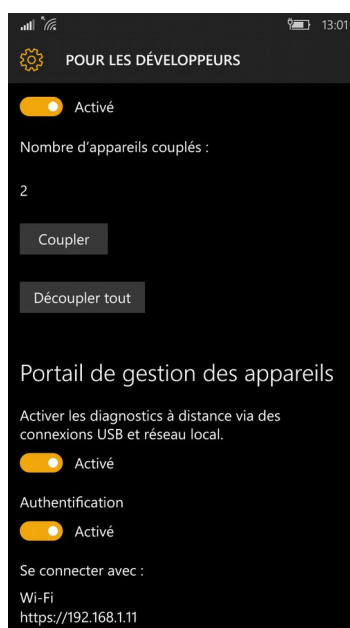 13:01
POUR LES DÉVELOPPEURS
Activé
Nombre d'appareils couplés :
2
Coupler
Découpler tout
Portail de gestion des appareils
Activer les diagnostics à distance via des
connexions USB et réseau local.
Activé
Authentification
Activé
Se connecter avec :
Wi-Fi
https://192.168.1.11